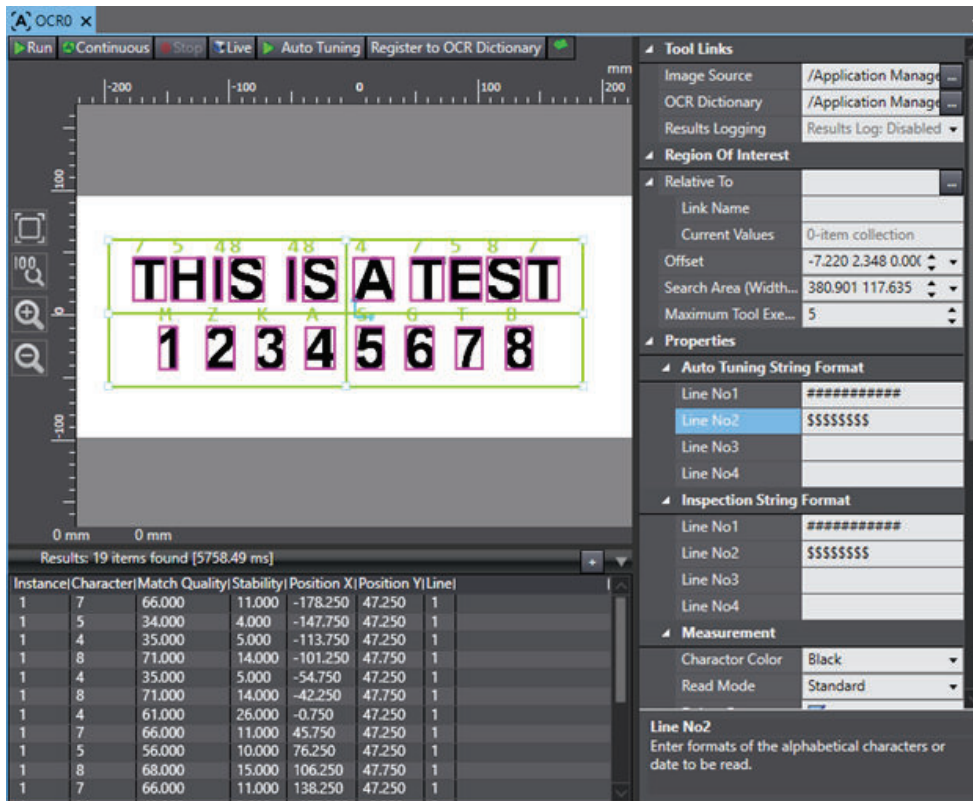 [A] OCR0 ×
Run Continuous Stop Live Auto Tuning Register to OCR Dictionary
mm
-200 -100 0 100 200
100
0
-100
100
7 5 4 8 4 8 4 7 5 8 7
THIS IS A TEST
M Z K A S G T B
1 2 3 4 5 6 7 8
0 mm 0 mm
Results: 19 items found [5758.49 ms] +
Instance|Character|Match Quality|Stability|Position X|Position Y|Line|
1 7 66.000 11.000 -178.250 47.250 1
1 5 34.000 4.000 -147.750 47.250 1
1 4 35.000 5.000 -113.750 47.250 1
1 8 71.000 14.000 -101.250 47.750 1
1 4 35.000 5.000 -54.750 47.250 1
1 8 71.000 14.000 -42.250 47.750 1
1 4 61.000 26.000 -0.750 47.250 1
1 7 66.000 11.000 45.750 47.250 1
1 5 56.000 10.000 76.250 47.250 1
1 8 68.000 15.000 106.250 47.750 1
1 7 66.000 11.000 138.250 47.250 1
Tool Links
Image Source /Application Manage ...
OCR Dictionary /Application Manage ...
Results Logging Results Log: Disabled
Region Of Interest
Relative To ...
Link Name
Current Values 0-item collection
Offset -7.220 2.348 0.00
Search Area (Width... 380.901 117.635
Maximum Tool Exe... 5
Properties
Auto Tuning String Format
Line No1 ###########
Line No2 $$$$$$$$
Line No3
Line No4
Inspection String Format
Line No1 ###########
Line No2 $$$$$$$$
Line No3
Line No4
Measurement
Charactor Color Black
Read Mode Standard
Line No2
Enter formats of the alphabetical characters or
date to be read.